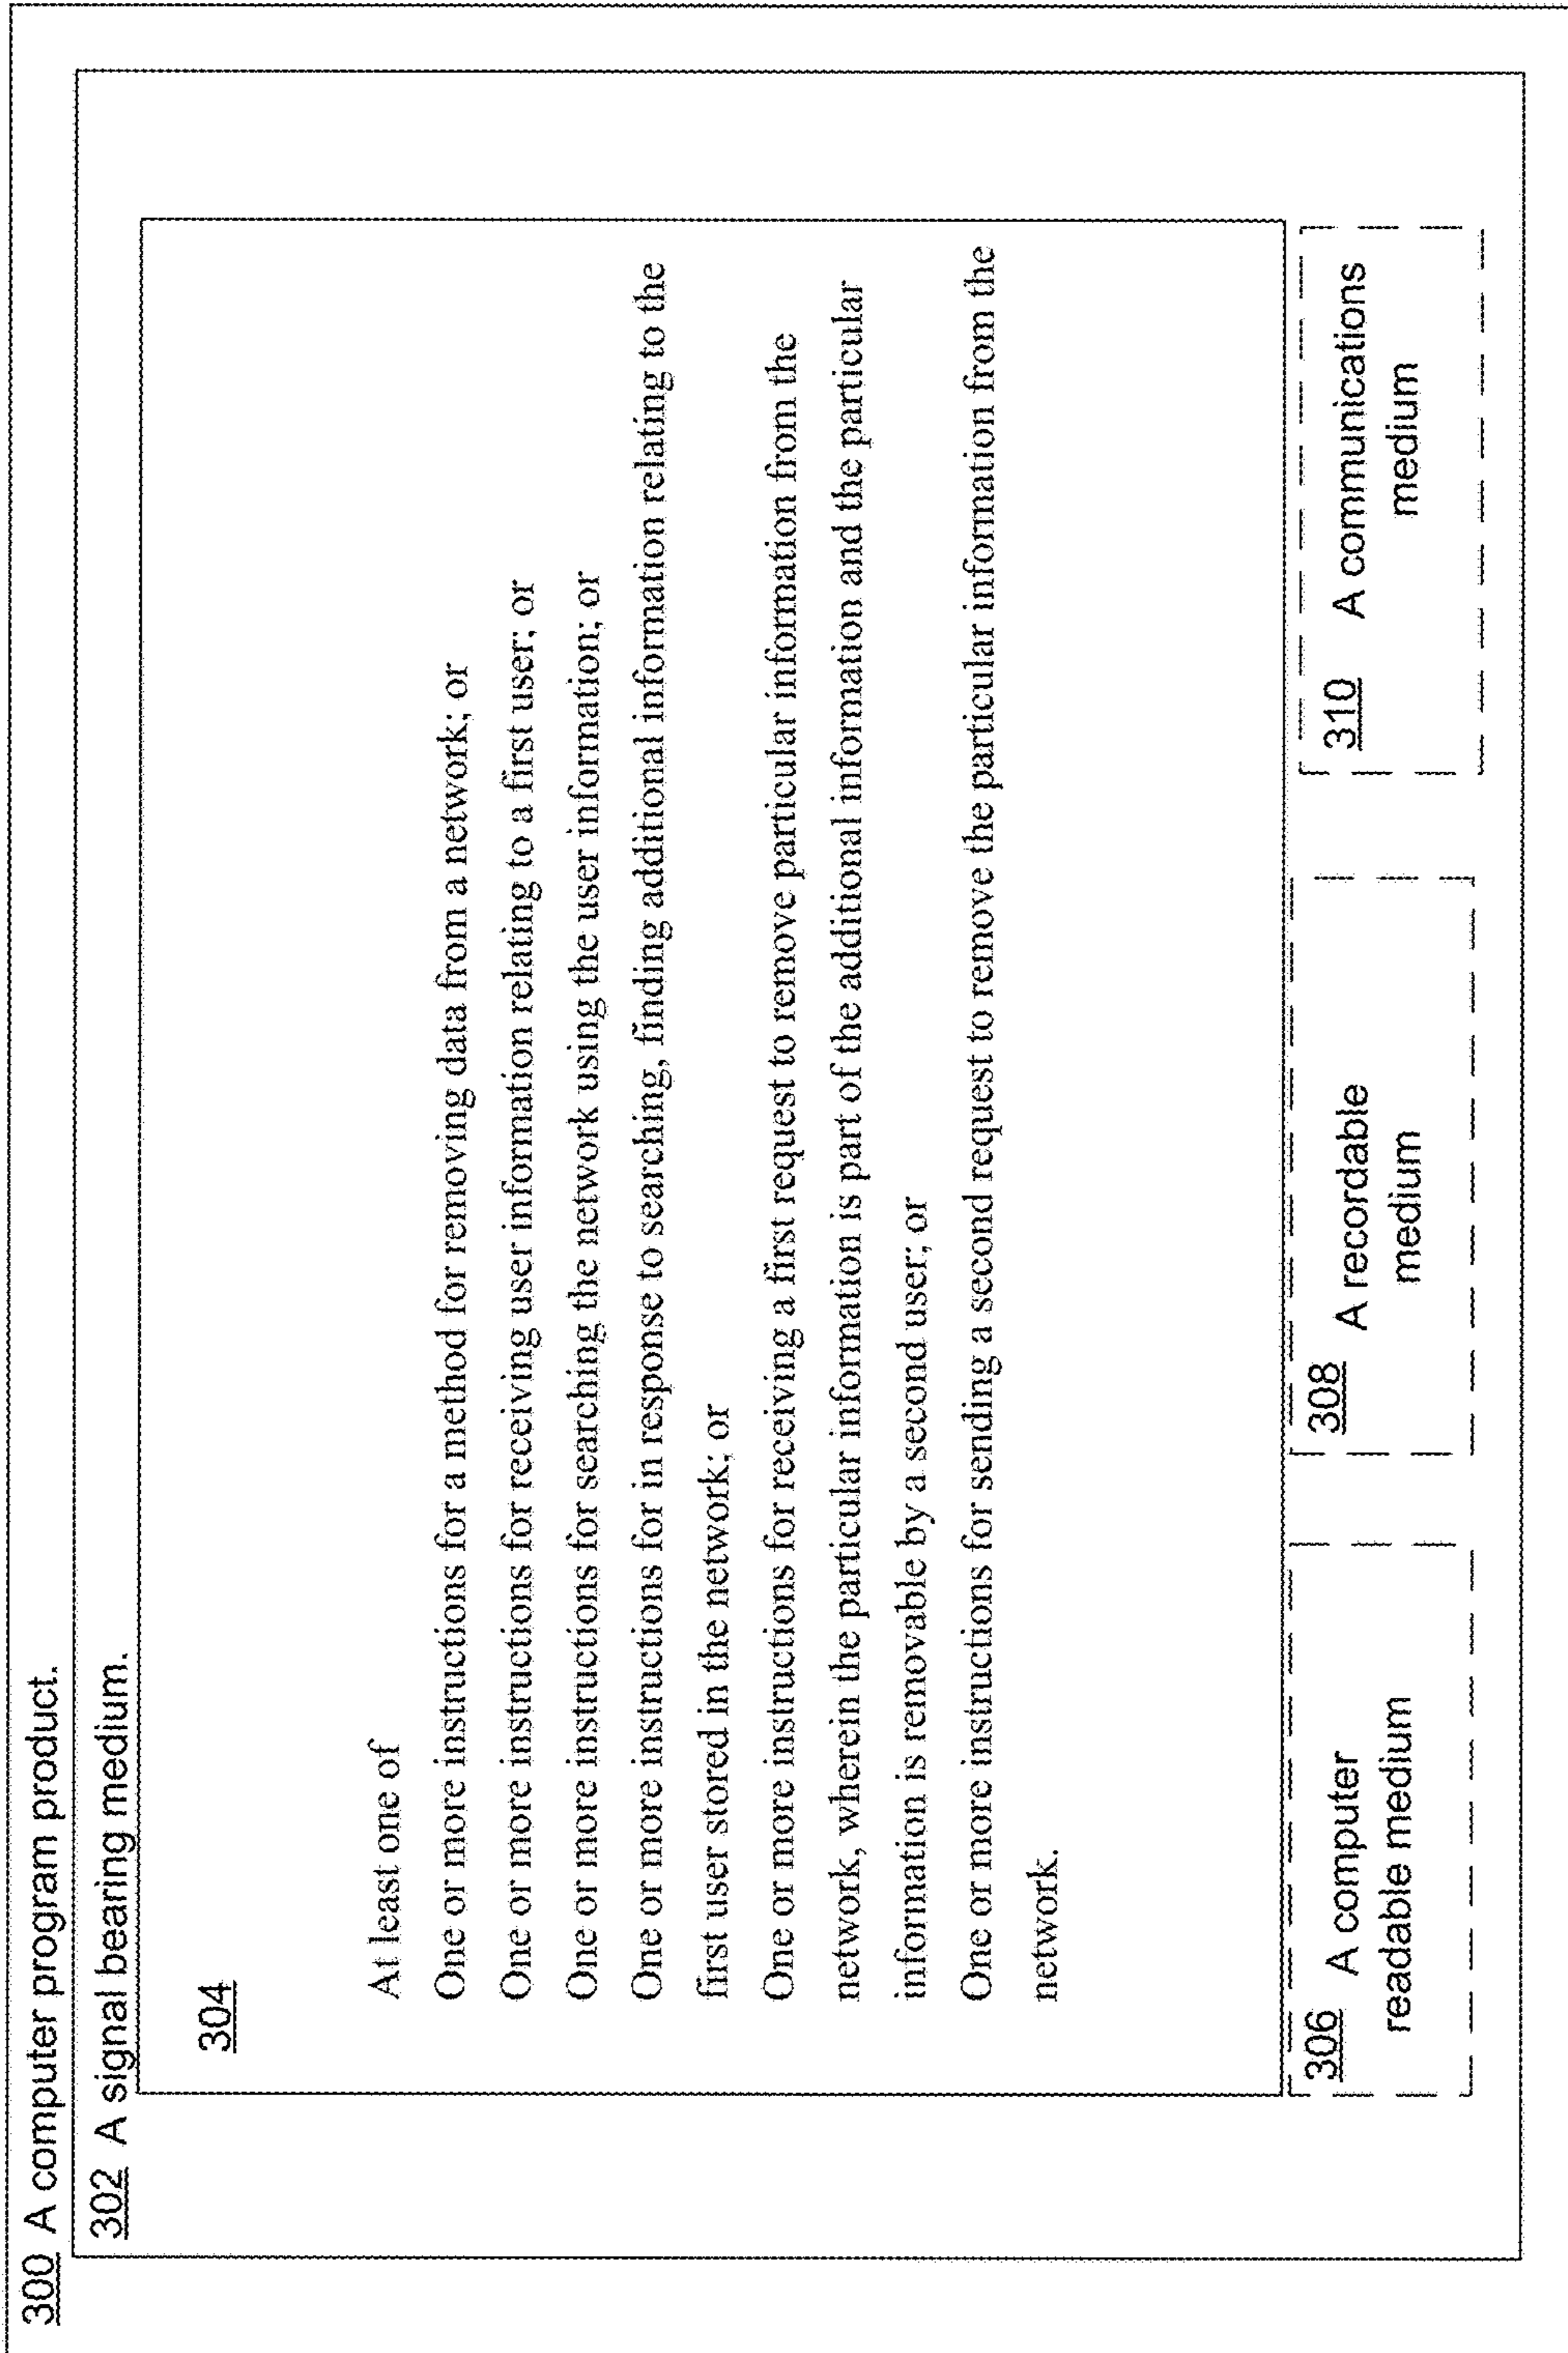 300 A computer program product.
302 A signal bearing medium.
304
At least one of
One or more instructions for a method for removing data from a network; or
One or more instructions for receiving user information relating to a first user; or
One or more instructions for searching the network using the user information; or
One or more instructions for in response to searching, finding additional information relating to the
first user stored in the network; or
One or more instructions for receiving a first request to remove particular information from the
network, wherein the particular information is part of the additional information and the particular
information is removable by a second user; or
One or more instructions for sending a second request to remove the particular information from the
network.
306 A computer
readable medium
308 A recordable
medium
310 A communications
medium